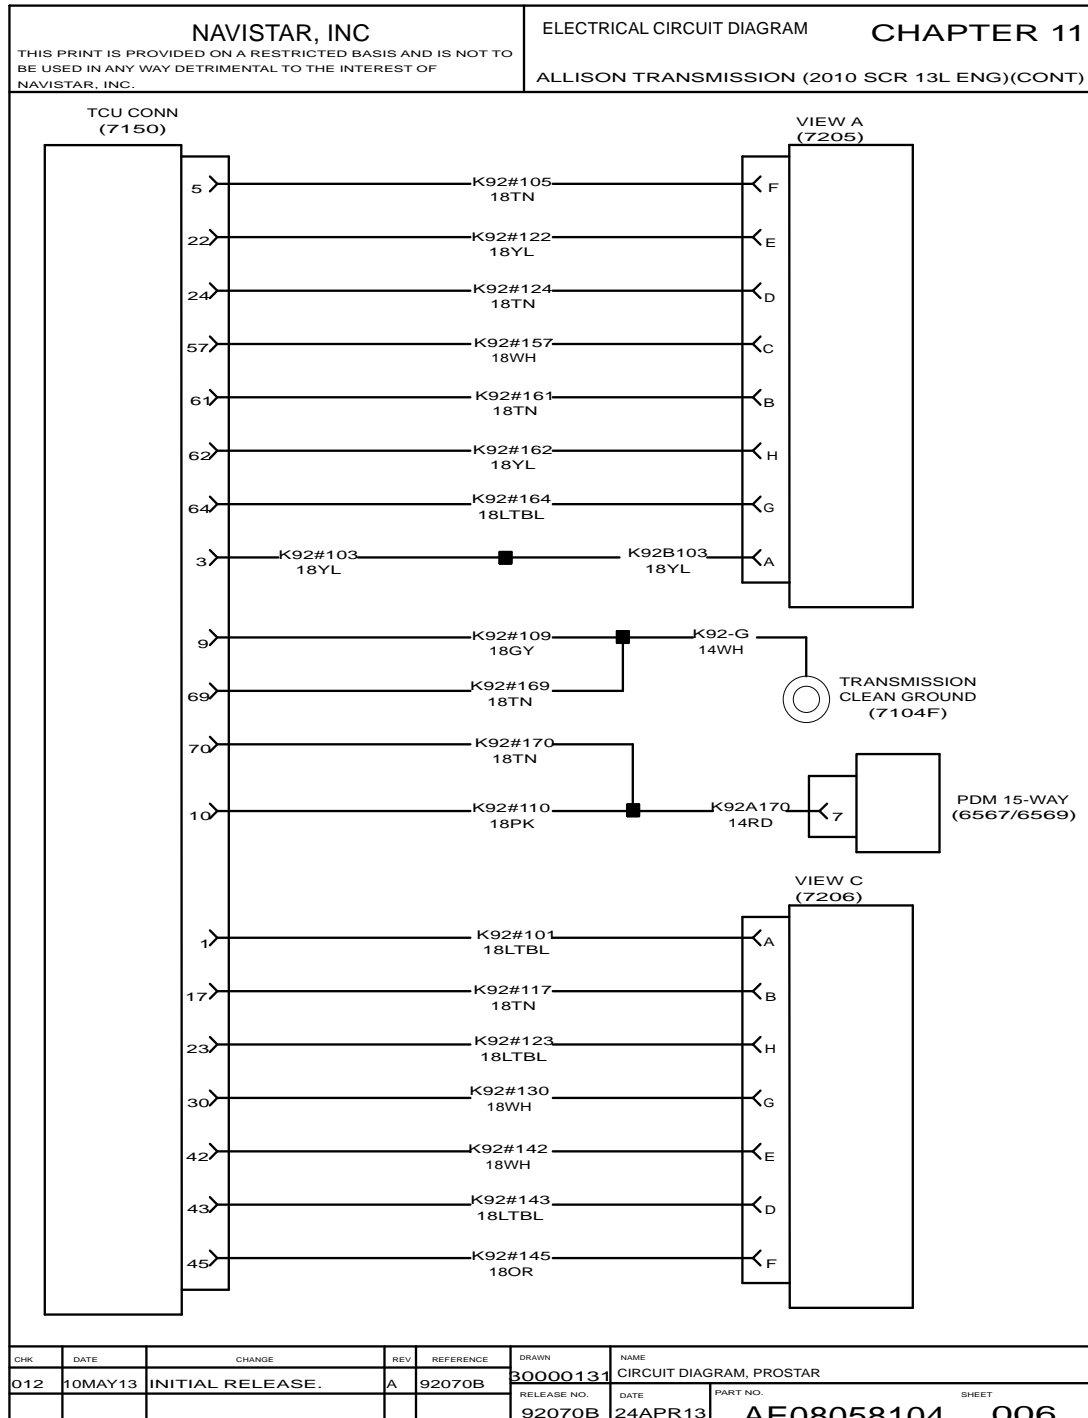 NAVISTAR, INC
THIS PRINT IS PROVIDED ON A RESTRICTED BASIS AND IS NOT TO
BE USED IN ANY WAY DETRIMENTAL TO THE INTEREST OF
NAVISTAR, INC.
ELECTRICAL CIRCUIT DIAGRAM
CHAPTER 11
ALLISON TRANSMISSION (2010 SCR 13L ENG)(CONT)
TCU CONN
(7150)
VIEW A
(7205)
5
K92#105
18TN
F
22
K92#122
18YL
E
24
K92#124
18TN
D
57
K92#157
18WH
C
61
K92#161
18TN
B
62
K92#162
18YL
H
64
K92#164
18LTBL
G
3
K92#103
18YL
K92B103
18YL
A
9
K92#109
18GY
K92-G
14WH
69
K92#169
18TN
TRANSMISSION
CLEAN GROUND
(7104F)
70
K92#170
18TN
10
K92#110
18PK
K92A170
14RD
7
PDM 15-WAY
(6567/6569)
VIEW C
(7206)
1
K92#101
18LTBL
A
17
K92#117
18TN
B
23
K92#123
18LTBL
H
30
K92#130
18WH
G
42
K92#142
18WH
E
43
K92#143
18LTBL
D
45
K92#145
18OR
F
CHK DATE CHANGE REV REFERENCE
012 10MAY13 INITIAL RELEASE. A 92070B
DRAWN
30000131
NAME
CIRCUIT DIAGRAM, PROSTAR
RELEASE NO.
92070B
DATE
24APR13
PART NO.
AE08058104
SHEET
006